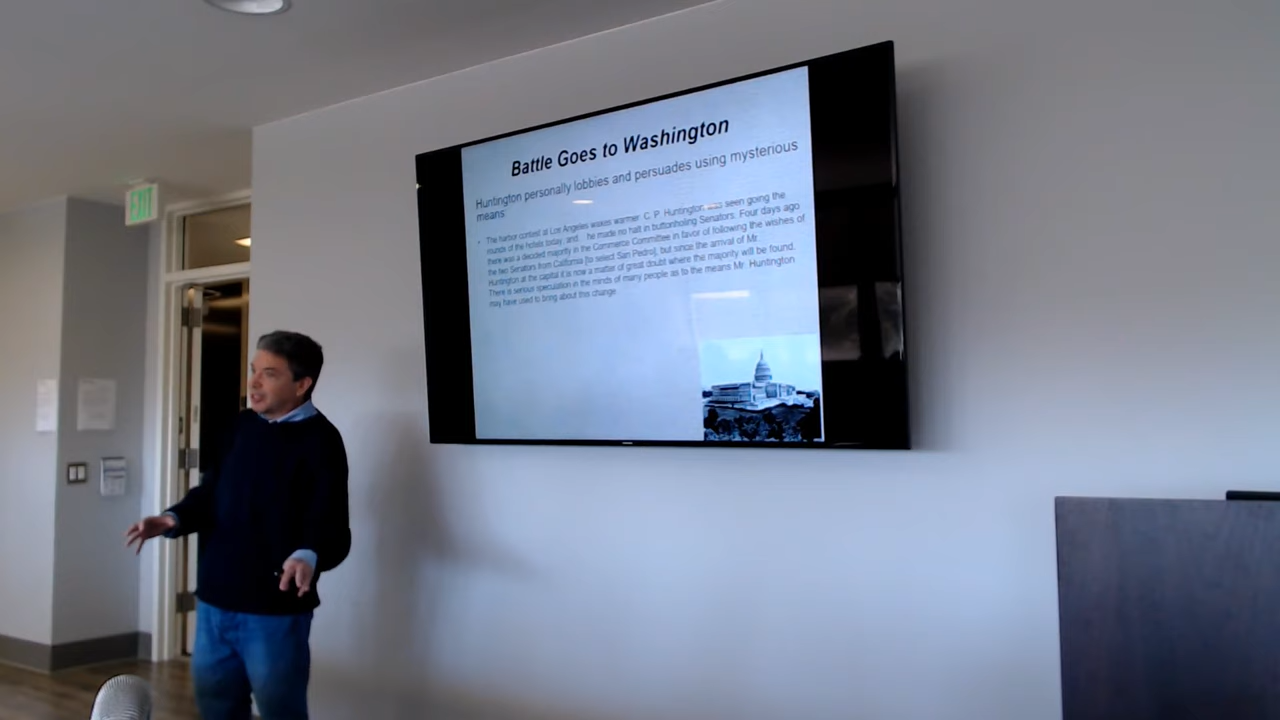 EXIT
Battle Goes to Washington
Huntington personally lobbies and persuades using mysterious
means:
• The harbor contest at Los Angeles waxes warmer. C. P. Huntington was seen going the
rounds of the hotels today, and he made no halt in buttonholing Senators. Four days ago
there was a decided majority in the Commerce Committee in favor of following the wishes of
the two Senators from California [to select San Pedro], but since the arrival of Mr.
Huntington at the capital it is now a matter of great doubt where the majority will be found.
There is serious speculation in the minds of many people as to the means Mr. Huntington
may have used to bring about this change.